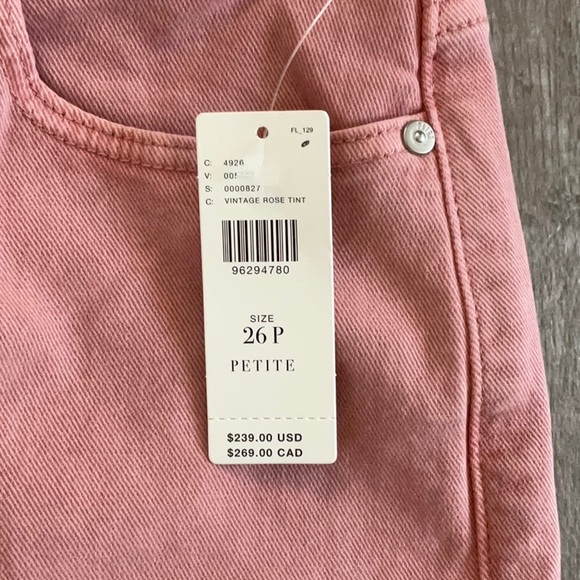 FL_129
C: 4926
V: 005
S: 0000827
C: VINTAGE ROSE TINT
96294780
SIZE
26 P
PETITE
$239.00 USD
$269.00 CAD